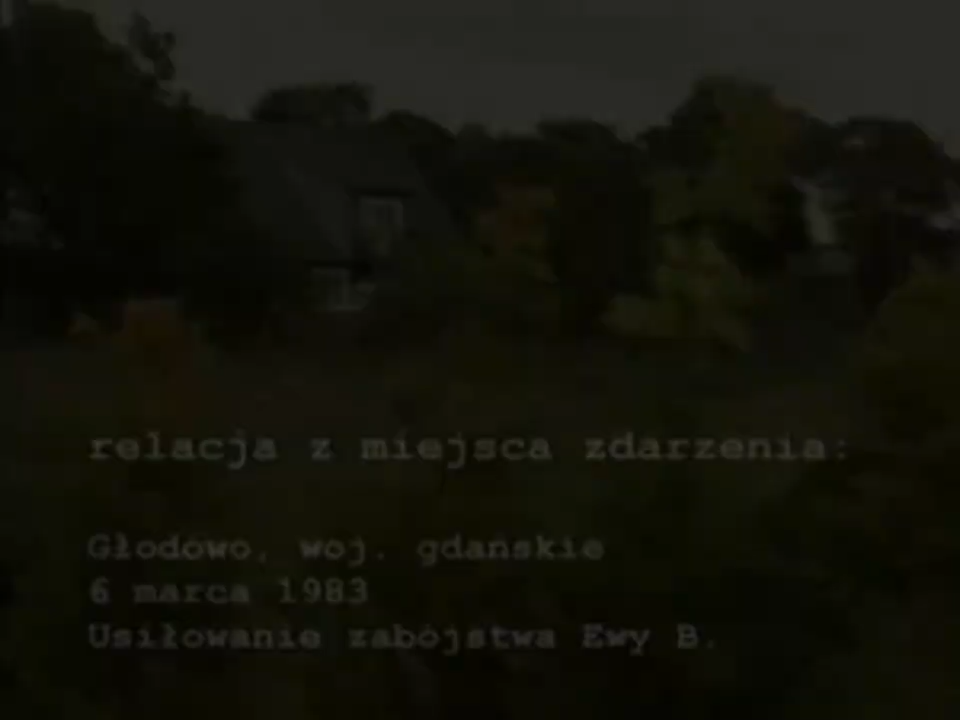 relacja z miejsca zdarzenia:
Głodowo, woj. gdańskie
6 marca 1983
Usiłowanie zabójstwa Ewy B.